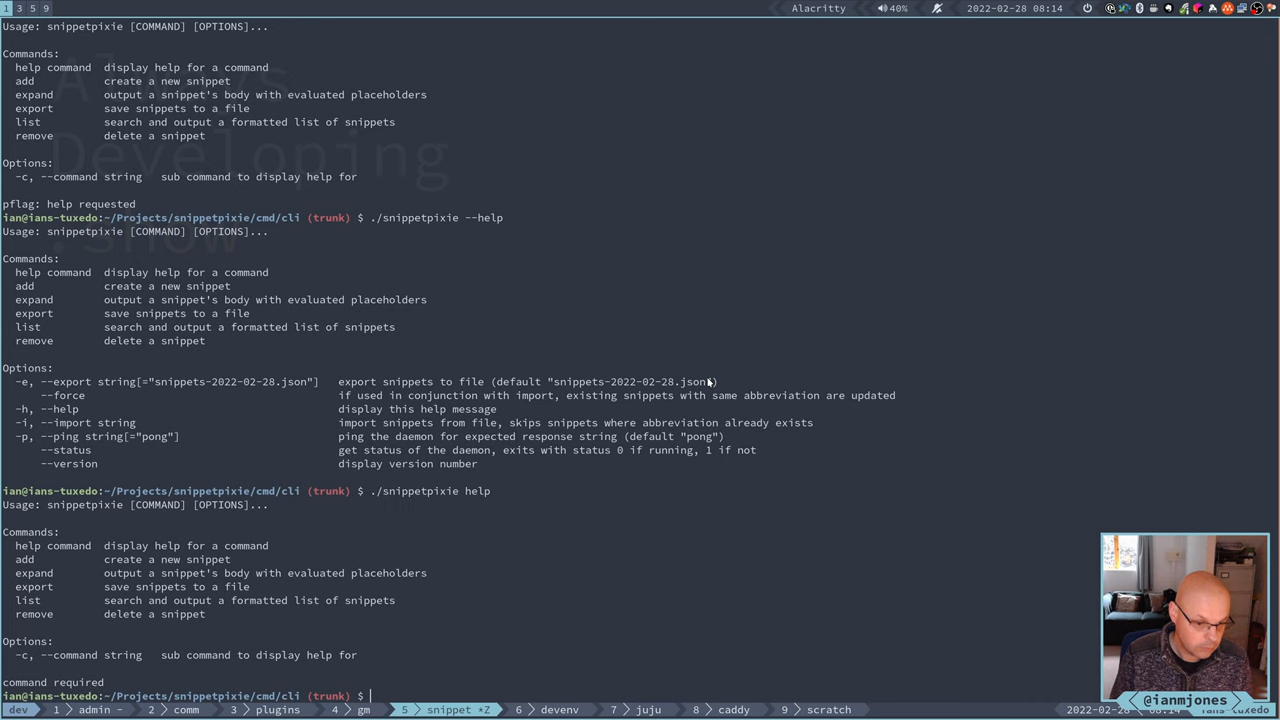 1 3 5 9 Alacritty 40% 2022-02-28 08:14
Usage: snippetpixie [COMMAND] [OPTIONS]...
Commands:
help command display help for a command
add create a new snippet
expand output a snippet's body with evaluated placeholders
export save snippets to a file
list search and output a formatted list of snippets
remove delete a snippet
Always
Developing
.show
Options:
-c, --command string sub command to display help for
pflag: help requested
ian@ians-tuxedo:~/Projects/snippetpixie/cmd/cli (trunk) $ ./snippetpixie --help
Usage: snippetpixie [COMMAND] [OPTIONS]...
Commands:
help command display help for a command
add create a new snippet
expand output a snippet's body with evaluated placeholders
export save snippets to a file
list search and output a formatted list of snippets
remove delete a snippet
Options:
-e, --export string[="snippets-2022-02-28.json"] export snippets to file (default "snippets-2022-02-28.json")
--force if used in conjunction with import, existing snippets with same abbreviation are updated
-h, --help display this help message
-i, --import string import snippets from file, skips snippets where abbreviation already exists
-p, --ping string[="pong"] ping the daemon for expected response string (default "pong")
--status get status of the daemon, exits with status 0 if running, 1 if not
--version display version number
ian@ians-tuxedo:~/Projects/snippetpixie/cmd/cli (trunk) $ ./snippetpixie help
Usage: snippetpixie [COMMAND] [OPTIONS]...
Commands:
help command display help for a command
add create a new snippet
expand output a snippet's body with evaluated placeholders
export save snippets to a file
list search and output a formatted list of snippets
remove delete a snippet
Options:
-c, --command string sub command to display help for
command required
ian@ians-tuxedo:~/Projects/snippetpixie/cmd/cli (trunk) $
@ianmjones
dev 1 admin - 2 comm 3 plugins 4 gm 5 snippet *Z 6 devenv 7 juju 8 caddy 9 scratch 2022-02-28 08:14 ians-tuxedo